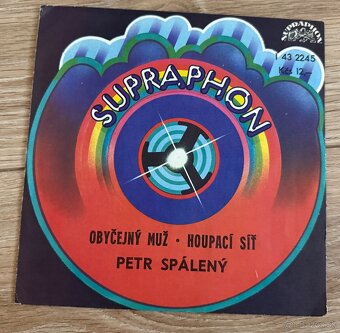 SUPRAPHON
1 43 2245
Kčs 12,-
SUPRAPHON
OBYČEJNÝ MUŽ · HOUPACÍ SÍŤ
PETR SPÁLENÝ